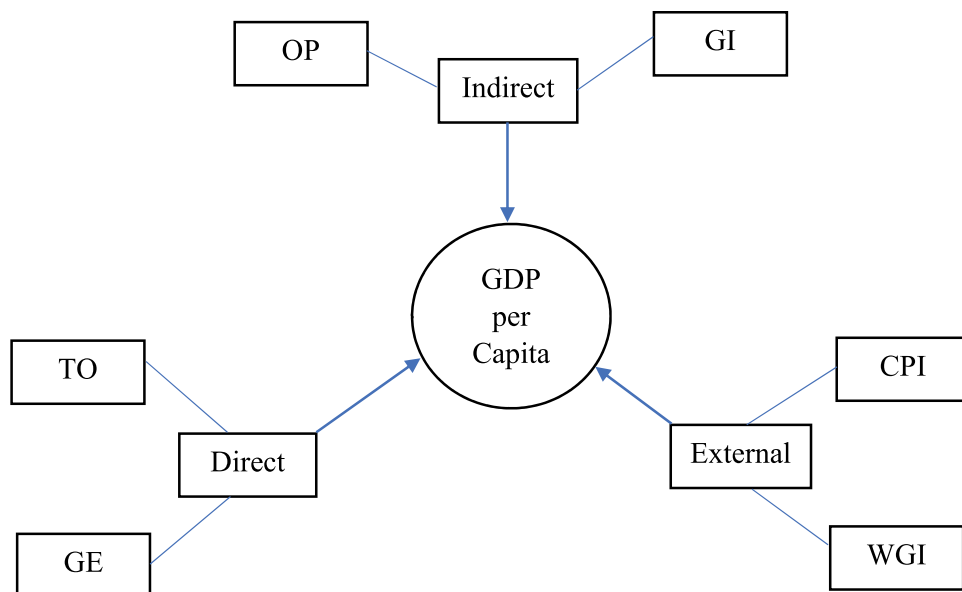 OP
GI
Indirect
GDP
per
Capita
TO
CPI
Direct
External
GE
WGI